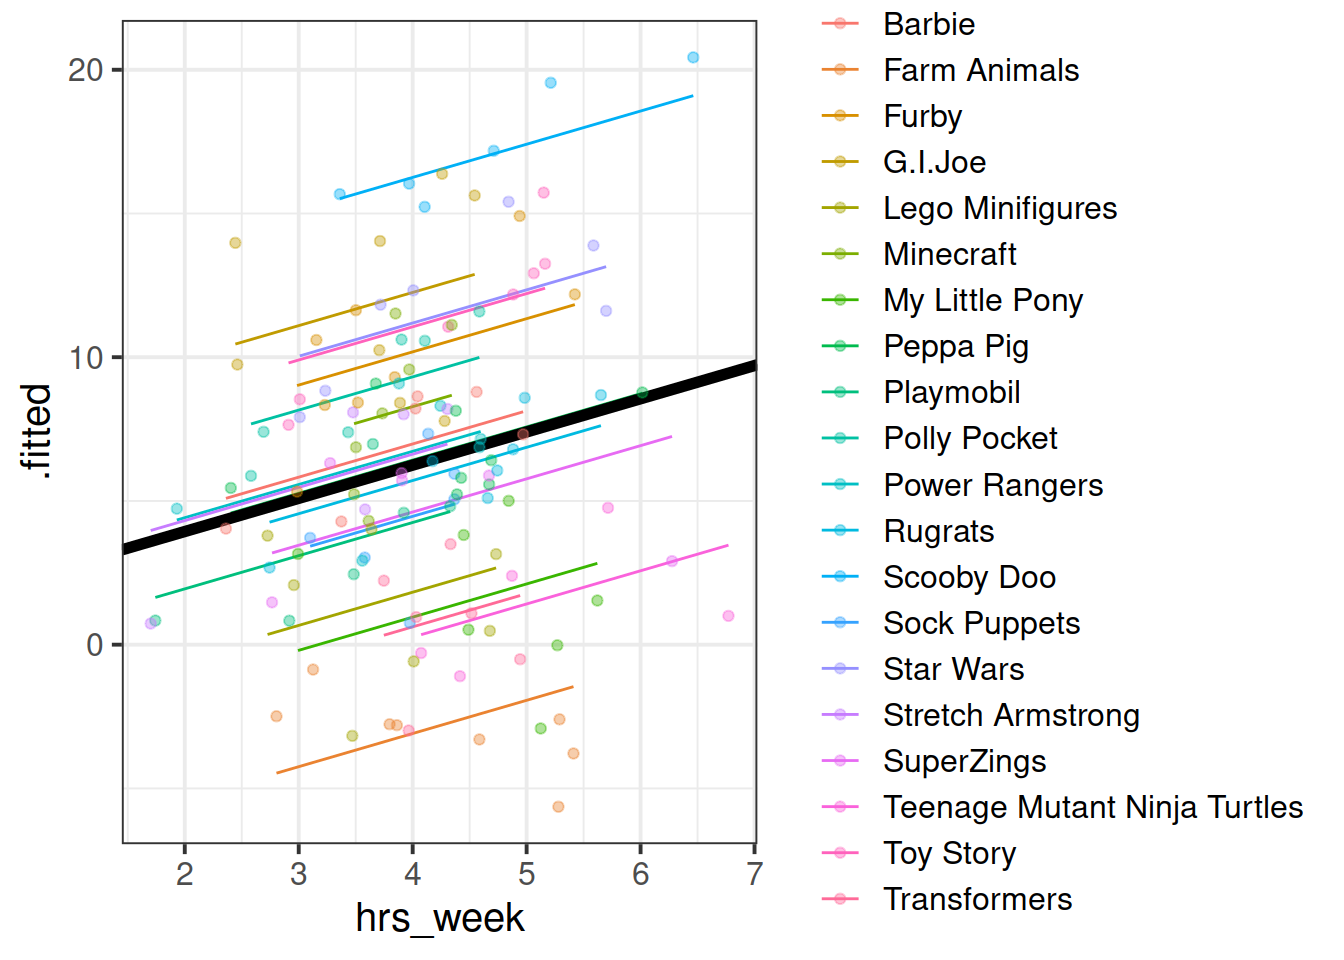 .fitted
20
10
0
2 3 4 5 6 7
hrs_week
Barbie
Farm Animals
Furby
G.I.Joe
Lego Minifigures
Minecraft
My Little Pony
Peppa Pig
Playmobil
Polly Pocket
Power Rangers
Rugrats
Scooby Doo
Sock Puppets
Star Wars
Stretch Armstrong
SuperZings
Teenage Mutant Ninja Turtles
Toy Story
Transformers